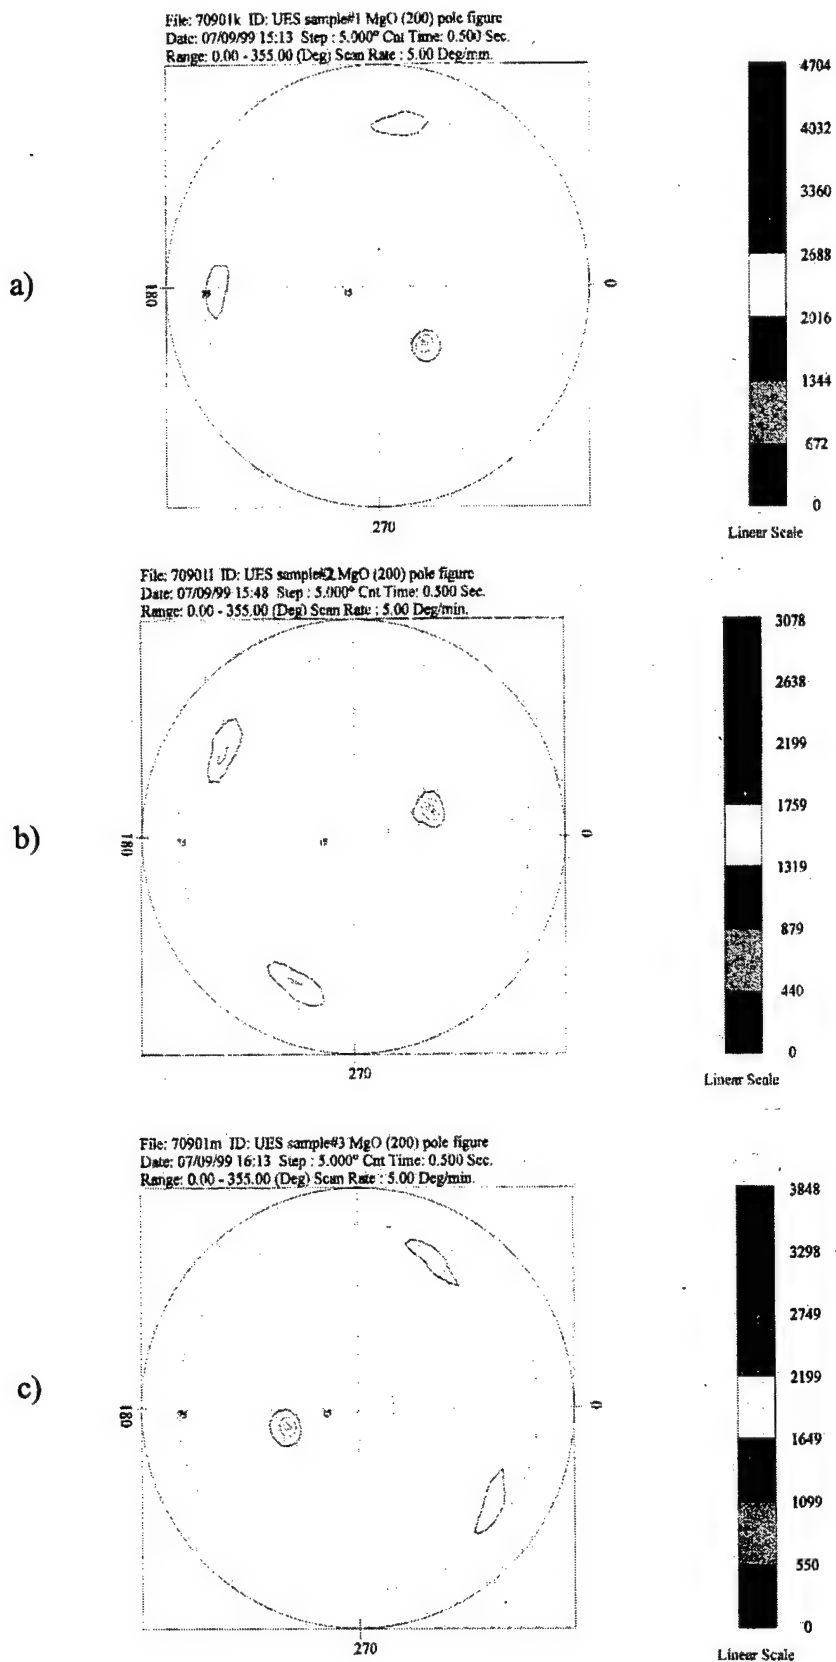 File: 70901k ID: UES sample#1 MgO (200) pole figure
Date: 07/09/99 15:13 Step : 5.000° Cnt Time: 0.500 Sec.
Range: 0.00 - 355.00 (Deg) Scan Rate : 5.00 Deg/min.
a)
180
0
270
4704
4032
3360
2688
2016
1344
672
0
Linear Scale
File: 70901l ID: UES sample#2 MgO (200) pole figure
Date: 07/09/99 15:48 Step : 5.000° Cnt Time: 0.500 Sec.
Range: 0.00 - 355.00 (Deg) Scan Rate : 5.00 Deg/min.
b)
180
0
270
3078
2638
2199
1759
1319
879
440
0
Linear Scale
File: 70901m ID: UES sample#3 MgO (200) pole figure
Date: 07/09/99 16:13 Step : 5.000° Cnt Time: 0.500 Sec.
Range: 0.00 - 355.00 (Deg) Scan Rate : 5.00 Deg/min.
c)
180
0
270
3848
3298
2749
2199
1649
1099
550
0
Linear Scale